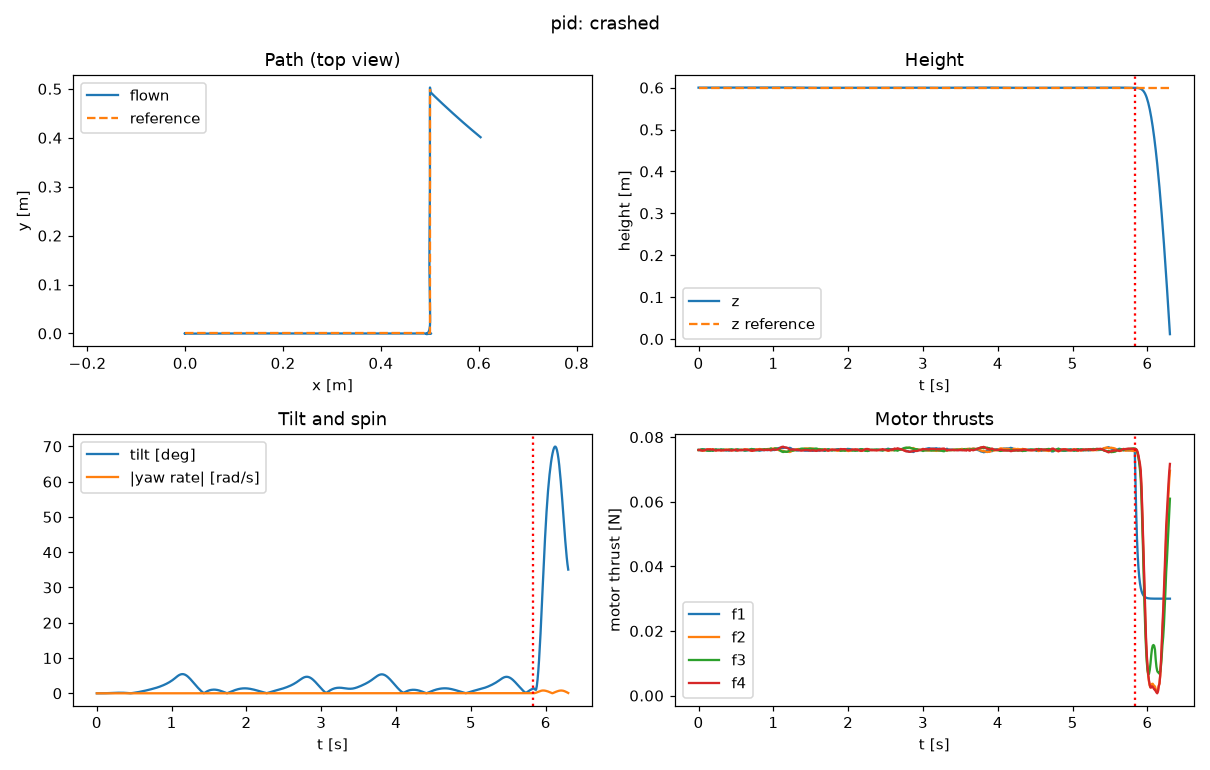 pid: crashed
Path (top view)
flown
reference
0.5
0.4
0.3
0.2
0.1
0.0
y [m]
−0.2
0.0
0.2
0.4
0.6
0.8
x [m]
Height
0.6
0.5
0.4
0.3
0.2
0.1
0.0
height [m]
z
z reference
0
1
2
3
4
5
6
t [s]
Tilt and spin
tilt [deg]
|yaw rate| [rad/s]
70
60
50
40
30
20
10
0
0
1
2
3
4
5
6
t [s]
Motor thrusts
0.08
0.06
0.04
0.02
0.00
motor thrust [N]
f1
f2
f3
f4
0
1
2
3
4
5
6
t [s]